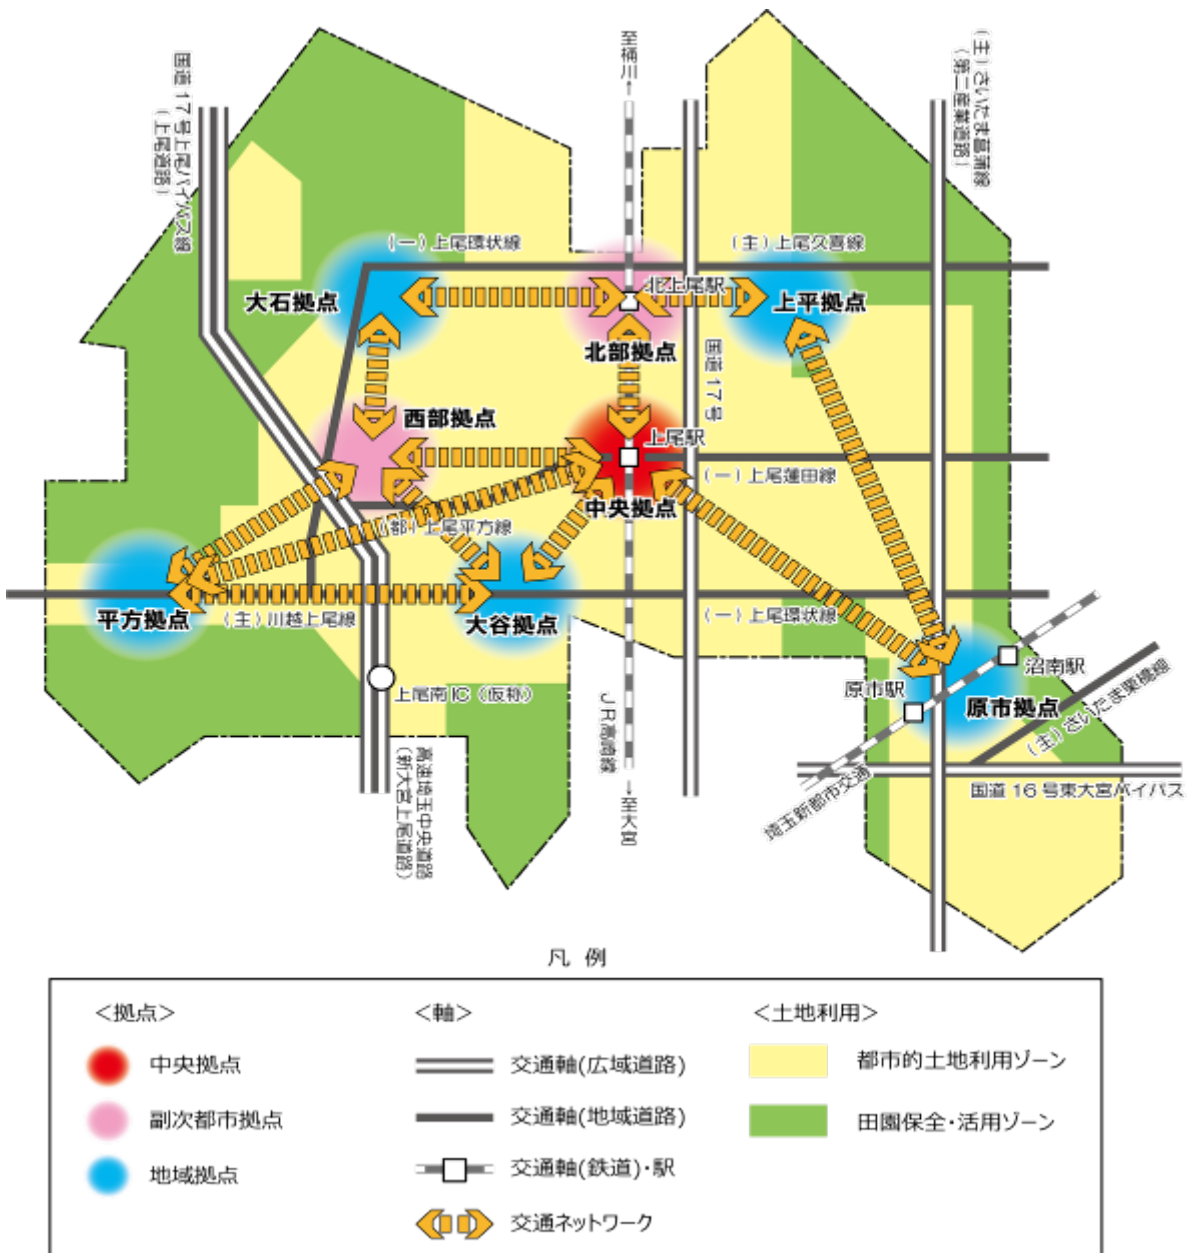 至桶川←
国道17号上尾バイパス線
(上尾道路)
(主)さいたま菖蒲線
(第二産業道路)
(一)上尾環状線
(主)上尾久喜線
大石拠点
北上尾駅
上平拠点
北部拠点
国道17号
西部拠点
上尾駅
(一)上尾蓮田線
中央拠点
(都)上尾平方線
平方拠点
(主)川越上尾線
大谷拠点
(一)上尾環状線
沼南駅
原市駅
上尾南IC(仮称)
原市拠点
(主)さいたま栗橋線
JR高崎線
→至大宮
高速埼玉中央道路
(新大宮上尾道路)
埼玉新都市交通
国道16号東大宮バイパス
凡 例
<拠点>
<軸>
<土地利用>
中央拠点
交通軸(広域道路)
都市的土地利用ゾーン
副次都市拠点
交通軸(地域道路)
田園保全・活用ゾーン
地域拠点
交通軸(鉄道)・駅
交通ネットワーク